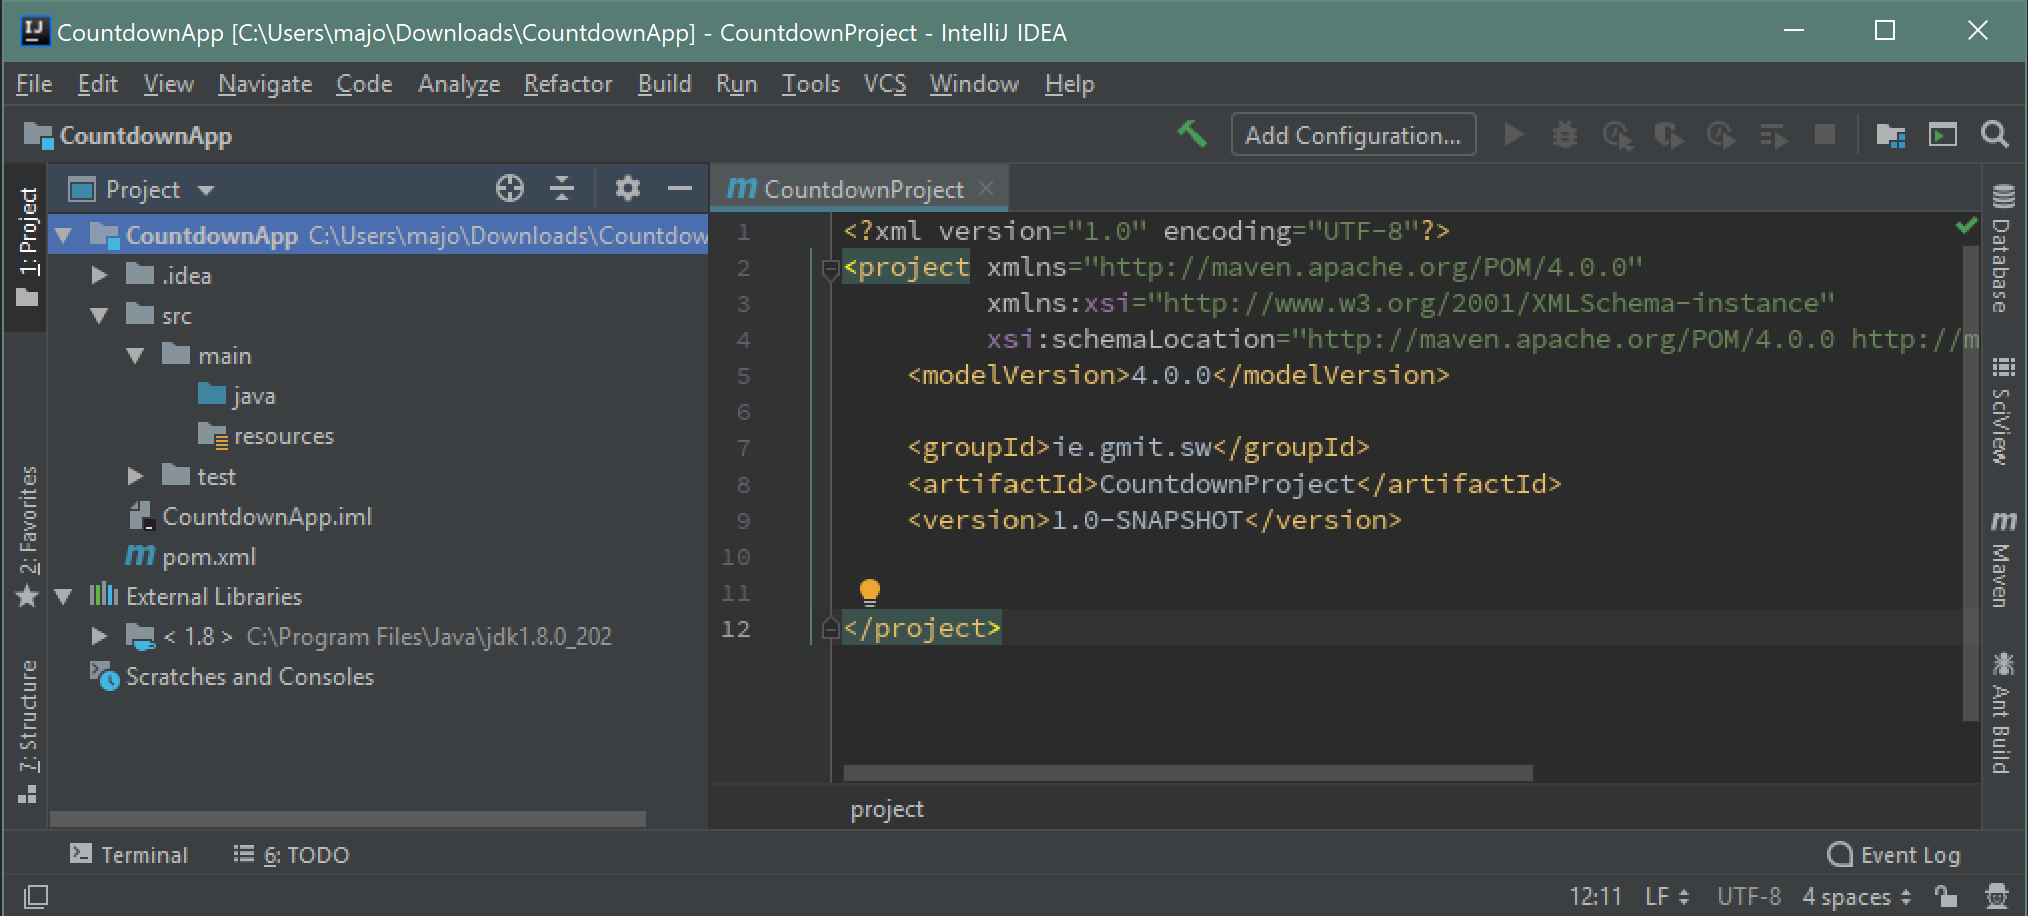 CountdownApp [C:\Users\majo\Downloads\CountdownApp] - CountdownProject - IntelliJ IDEA
File Edit View Navigate Code Analyze Refactor Build Run Tools VCS Window Help
CountdownApp
Add Configuration...
1: Project
2: Favorites
7: Structure
Project
CountdownApp C:\Users\majo\Downloads\Countdow
.idea
src
main
java
resources
test
CountdownApp.iml
pom.xml
External Libraries
< 1.8 > C:\Program Files\Java\jdk1.8.0_202
Scratches and Consoles
m CountdownProject
1 <?xml version="1.0" encoding="UTF-8"?>
2 <project xmlns="http://maven.apache.org/POM/4.0.0"
3 xmlns:xsi="http://www.w3.org/2001/XMLSchema-instance"
4 xsi:schemaLocation="http://maven.apache.org/POM/4.0.0 http://m
5 <modelVersion>4.0.0</modelVersion>
6
7 <groupId>ie.gmit.sw</groupId>
8 <artifactId>CountdownProject</artifactId>
9 <version>1.0-SNAPSHOT</version>
10
11
12 </project>
project
Database
SciView
Maven
Ant Build
Terminal
6: TODO
Event Log
12:11 LF UTF-8 4 spaces